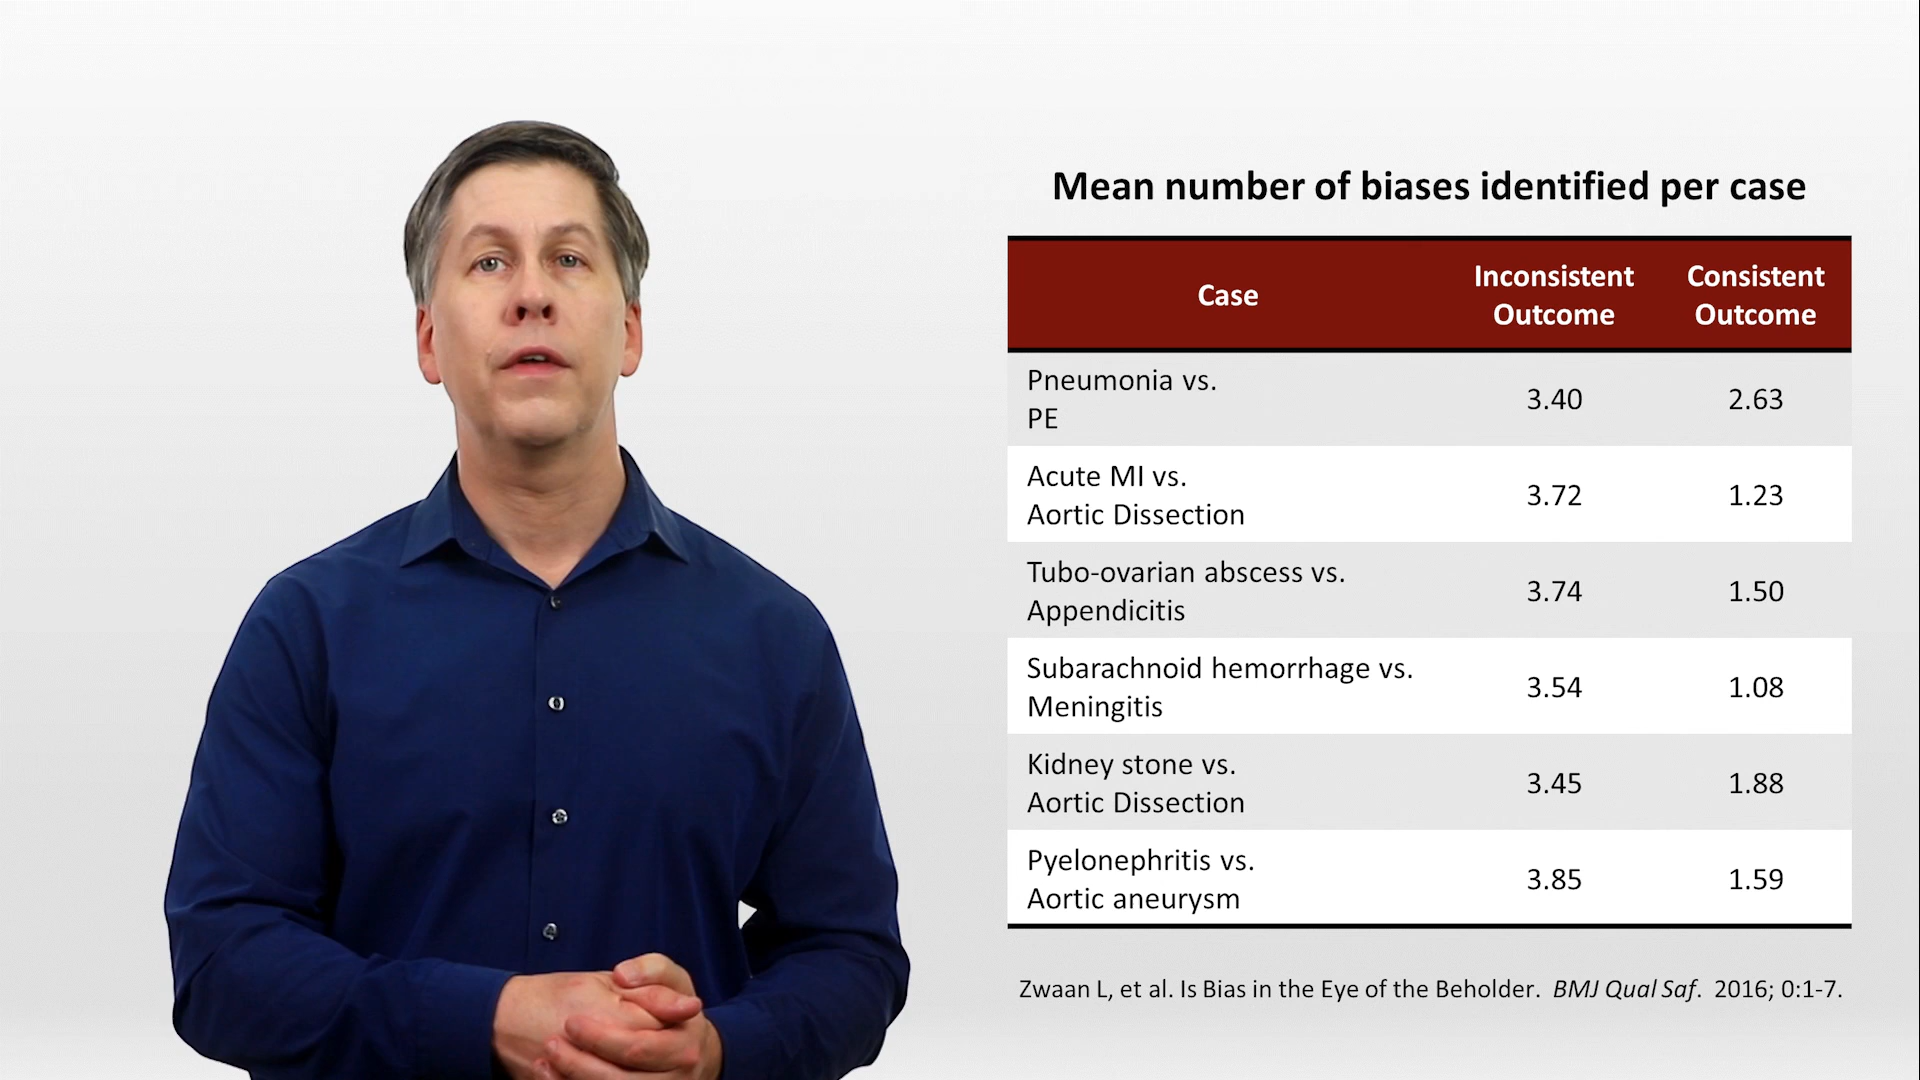 Mean number of biases identified per case
Case
Inconsistent
Outcome
Consistent
Outcome
Pneumonia vs.
PE
3.40
2.63
Acute MI vs.
Aortic Dissection
3.72
1.23
Tubo-ovarian abscess vs.
Appendicitis
3.74
1.50
Subarachnoid hemorrhage vs.
Meningitis
3.54
1.08
Kidney stone vs.
Aortic Dissection
3.45
1.88
Pyelonephritis vs.
Aortic aneurysm
3.85
1.59
Zwaan L, et al. Is Bias in the Eye of the Beholder. BMJ Qual Saf. 2016; 0:1-7.